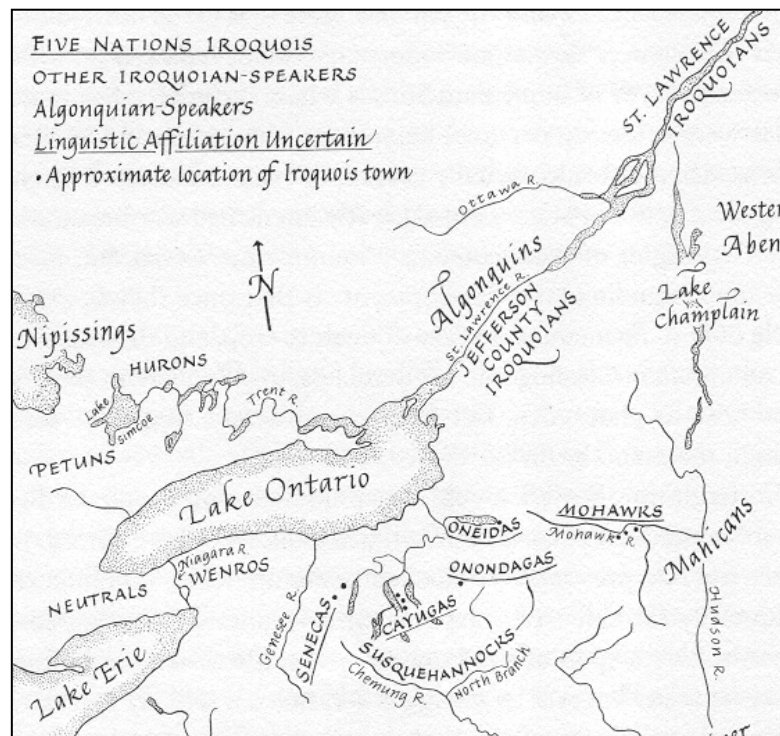 FIVE NATIONS IROQUOIS
OTHER IROQUOIAN-SPEAKERS
Algonquian-Speakers
Linguistic Affiliation Uncertain
• Approximate location of Iroquois town
ST. LAWRENCE
IROQUOIANS
Ottawa R.
N
Algonquins
St. Lawrence R.
JEFFERSON
COUNTY
IROQUOIANS
Wester
Aben
Lake
Champlain
Nipissings
HURONS
Lake
Simcoe
Trent R.
PETUNS
Lake Ontario
ONEIDAS
MOHAWKS
Mohawk R.
Mahicans
Niagara R.
WENROS
ONONDAGAS
NEUTRALS
Genesee R.
SENECAS
CAYUGAS
SUSQUEHANNOCKS
Chemung R.
North Branch
Hudson R.
Lake Erie